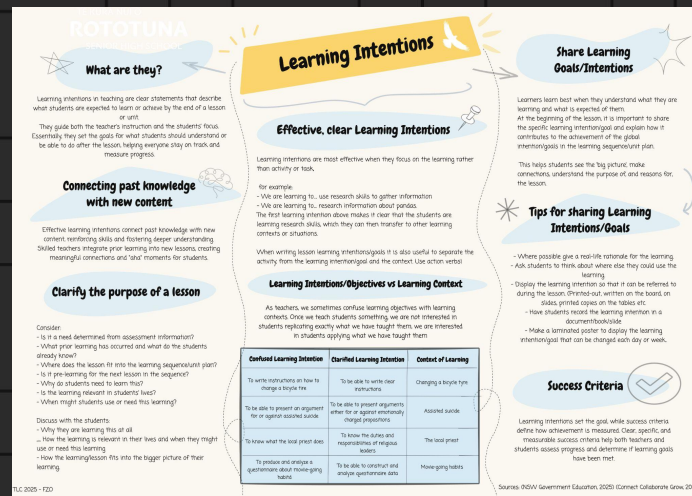 ROTOTUNA
What are they?
Learning intentions in teaching are clear statements that describe
what students are expected to learn or achieve by the end of a lesson
or unit.
They guide both the teacher's instruction and the students' focus.
Essentially, they set the goals for what students should understand or
be able to do after the lesson, helping everyone stay on track and
measure progress.
Connecting past knowledge
with new content
Effective learning intentions connect past knowledge with new
content, reinforcing skills and fostering deeper understanding.
Skilled teachers integrate prior learning into new lessons, creating
meaningful connections and "aha" moments for students.
Clarify the purpose of a lesson
Consider:
- Is it a need determined from assessment information?
- What prior learning has occurred and what do the students
already know?
- Where does the lesson fit into the learning sequence/unit plan?
- Is it pre-learning for the next lesson in the sequence?
- Why do students need to learn this?
- Is the learning relevant in students' lives?
- When might students use or need this learning?
Discuss with the students:
- Why they are learning this at all
... How the learning is relevant in their lives and when they might
use or need this learning
- How the learning/lesson fits into the bigger picture of their
learning.
TLC 2025 - FZO
Learning Intentions
Effective, clear Learning Intentions
Learning intentions are most effective when they focus on the learning rather
than activity or task,
for example:
- We are learning to... use research skills to gather information
- We are learning to... research information about pandas.
The first learning intention above makes it clear that the students are
learning research skills, which they can then transfer to other learning
contexts or situations.
When writing lesson learning intentions/goals it is also useful to separate the
activity from the learning intention/goal and the context. Use action verbs!
Learning Intentions/Objectives vs Learning Context
As teachers, we sometimes confuse learning objectives with learning
contexts. Once we teach students something, we are not interested in
students replicating exactly what we have taught them, we are interested
in students applying what we have taught them.
Confused Learning Intention Clarified Learning Intention Context of Learning
To write instructions on how to
change a bicycle tire
To be able to write clear
instructions
Changing a bicycle tyre
To be able to present an argument
for or against assisted suicide
To be able to present arguments
either for or against emotionally
charged propositions
Assisted suicide
To know what the local priest does
To know the duties and
responsibilities of religious
leaders
The local priest
To produce and analyse a
questionnaire about movie-going
habits
To be able to construct and
analyse questionnaire data
Movie-going habits
Share Learning
Goals/Intentions
Learners learn best when they understand what they are
learning and what is expected of them.
At the beginning of the lesson, it is important to share
the specific learning intention/goal and explain how it
contributes to the achievement of the global
intention/goals in the learning sequence/unit plan.
This helps students see the 'big picture', make
connections, understand the purpose of, and reasons for,
the lesson.
Tips for sharing Learning
Intentions/Goals
- Where possible give a real-life rationale for the learning.
- Ask students to think about where else they could use the
learning.
- Display the learning intention so that it can be referred to
during the lesson. (Printed-out, written on the board, on
slides, printed copies on the tables etc.
- Have students record the learning intention in a
document/book/slide
- Make a laminated poster to display the learning
intention/goal that can be changed each day or week.
Success Criteria
Learning intentions set the goal, while success criteria
define how achievement is measured. Clear, specific, and
measurable success criteria help both teachers and
students assess progress and determine if learning goals
have been met.
Sources: (NSW Government Education, 2025) (Connect Collaborate Grow, 20